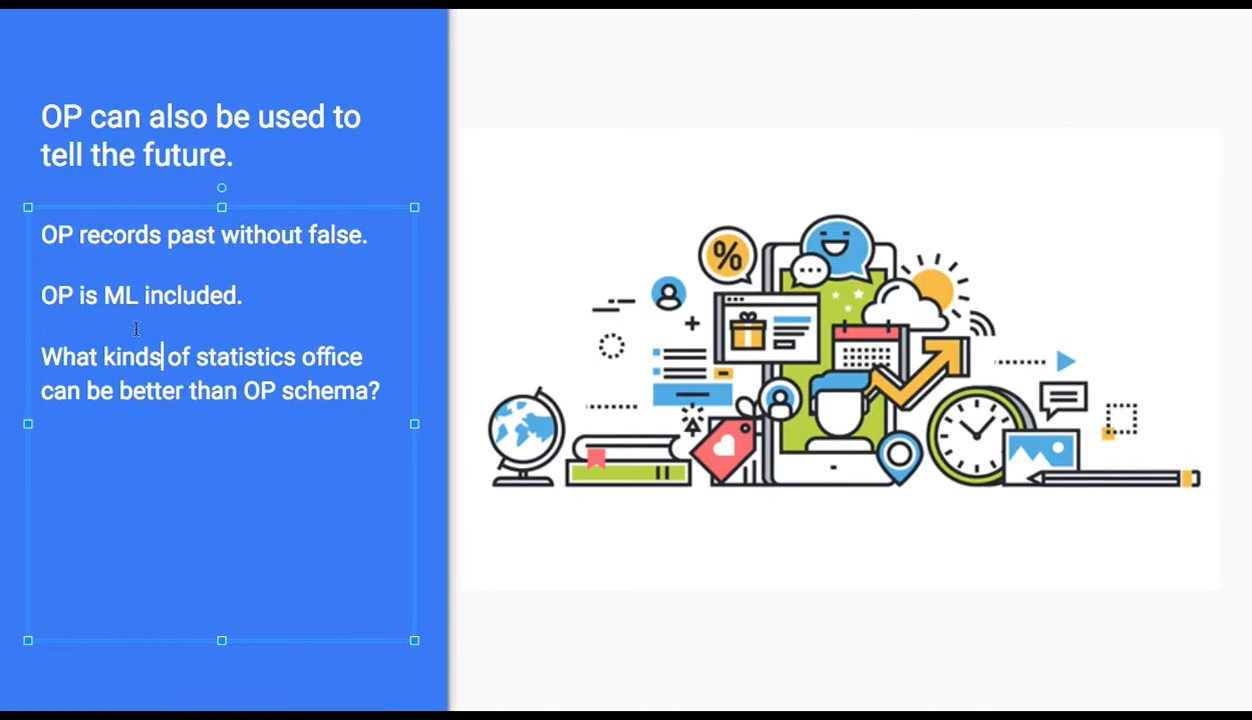 OP can also be used to
tell the future.
OP records past without false.
OP is ML included.
What kinds of statistics office
can be better than OP schema?
%